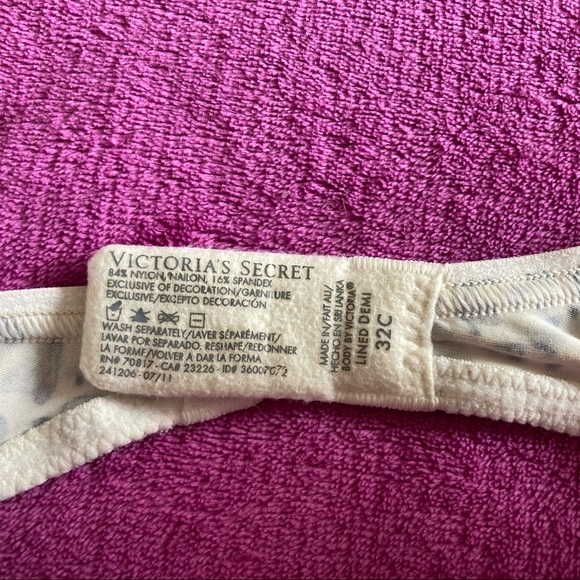 VICTORIA'S SECRET
84% NYLON/NAILON, 16% SPANDEX
EXCLUSIVE OF DECORATION/GARNITURE
EXCLUSIVE/EXCEPTO DECORACIÓN
WASH SEPARATELY/LAVER SÉPARÉMENT/
LAVAR POR SEPARADO. RESHAPE/REDONNER
LA FORME/VOLVER A DAR LA FORMA
RN# 70817 - CA# 23226 - ID# 36007072
241206 - 07/11
MADE IN/FAIT AU/
HECHO EN SRI LANKA
BODY BY VICTORIA®
LINED DEMI
32C